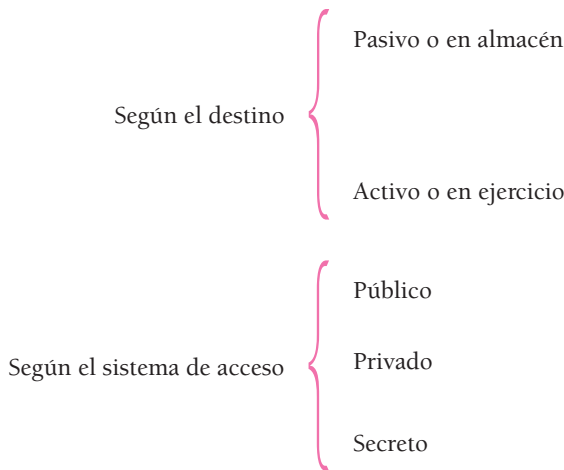 Según el destino
Pasivo o en almacén
Activo o en ejercicio
Según el sistema de acceso
Público
Privado
Secreto